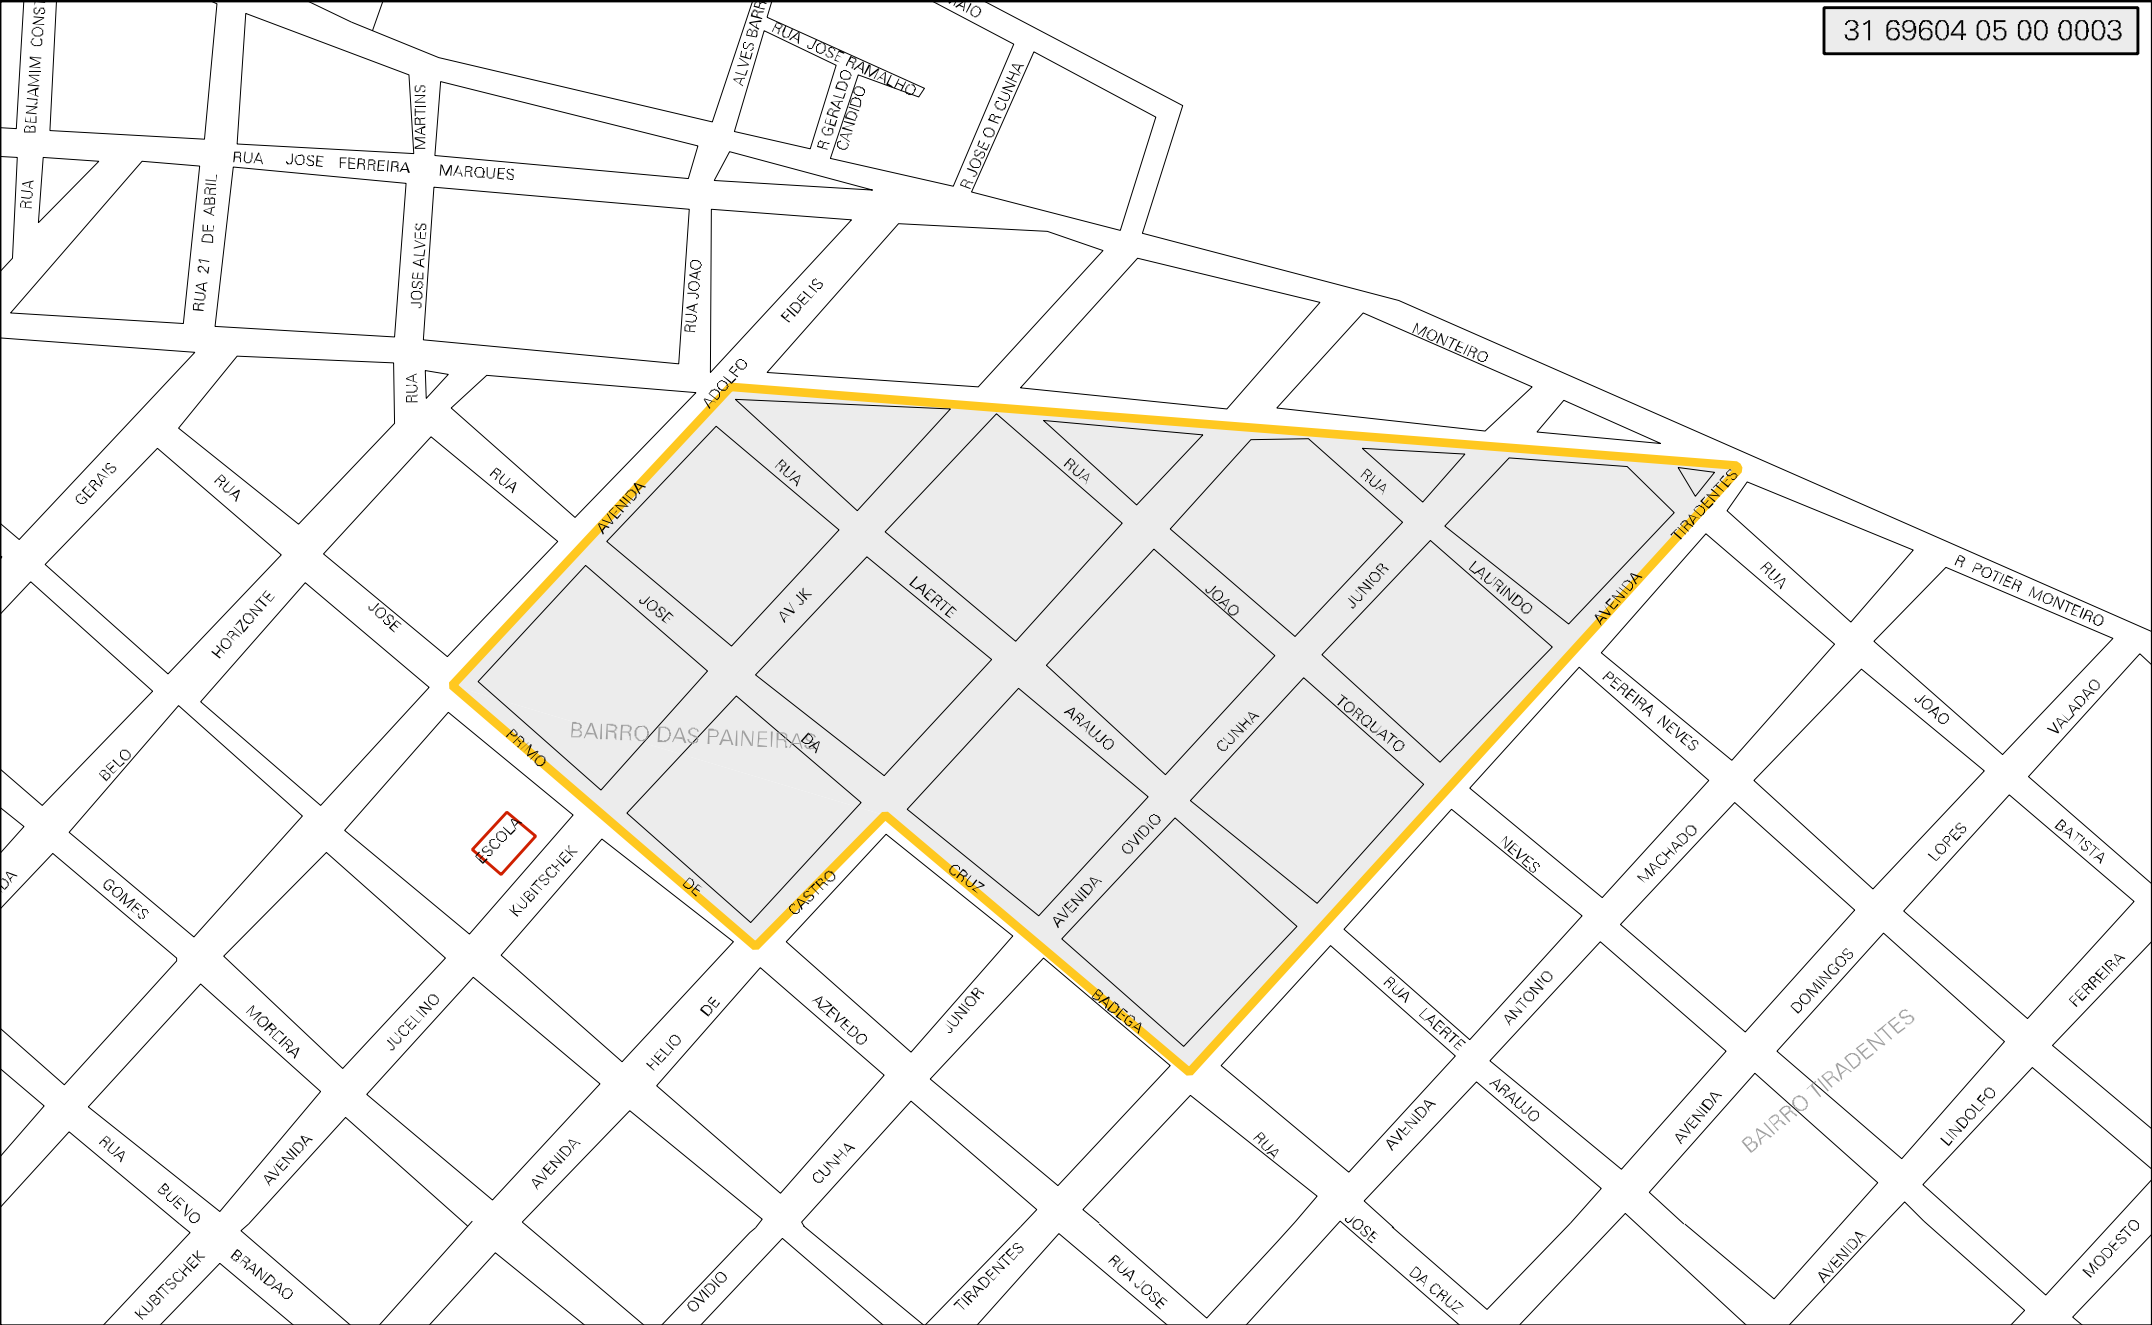 31 69604 05 00 0003
BENJAMIM CONST
ALVES BARR
RUA JOSE RAMALHO
R GERALDO
CANDIDO
R JOSE O R CUNHA
MARTINS
RUA JOSE FERREIRA MARQUES
RUA
RUA 21 DE ABRIL
JOSE ALVES
RUA JOAO
FIDELIS
MONTEIRO
ADOLFO
RUA
GERAIS
RUA
RUA
AVENIDA
RUA
RUA
RUA
TIRADENTES
R POTIER MONTEIRO
RUA
HORIZONTE
JOSE
JOSE
AV JK
LAERTE
JOAO
JUNIOR
LAURINDO
AVENIDA
PEREIRA NEVES
JOAO
VALADAO
BELO
PRIMO
BAIRRO DAS PAINEIRAS
DA
ARAUJO
CUNHA
TORQUATO
ESCOLA
KUBITSCHEK
DE
CASTRO
CRUZ
OVIDIO
AVENIDA
NEVES
MACHADO
LOPES
BATISTA
DA
GOMES
MOREIRA
JUCELINO
HELIO DE
AZEVEDO
JUNIOR
BADEGA
RUA LAERTE
ANTONIO
DOMINGOS
FERREIRA
BAIRRO TIRADENTES
RUA
BUENO
AVENIDA
AVENIDA
CUNHA
RUA
AVENIDA
ARAUJO
AVENIDA
LINDOLFO
KUBITSCHEK
BRANDAO
OVIDIO
TIRADENTES
RUA JOSE
JOSE
DA CRUZ
AVENIDA
MODESTO